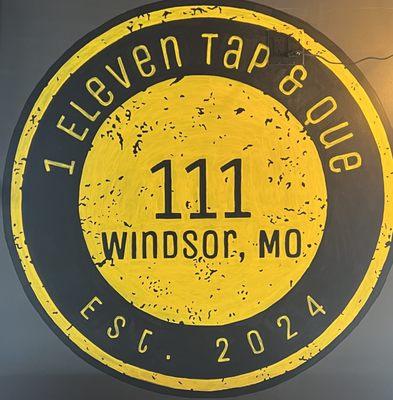 1 Eleven Tap & Que
111
Windsor, MO
Est. 2024